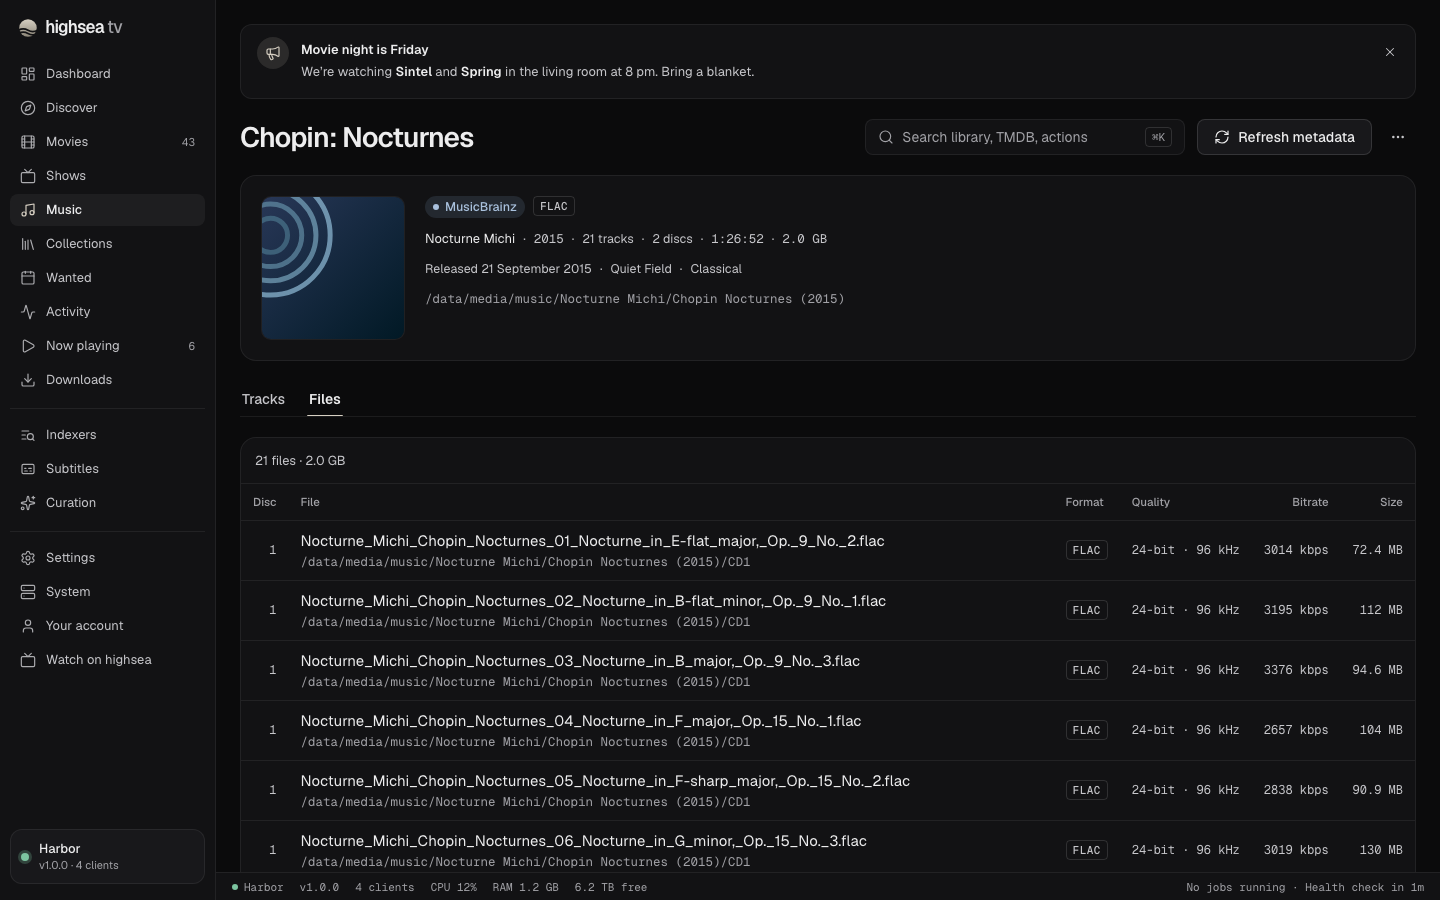 highsea tv
Dashboard
Discover
Movies 43
Shows
Music
Collections
Wanted
Activity
Now playing 6
Downloads
Indexers
Subtitles
Curation
Settings
System
Your account
Watch on highsea
Harbor
v1.0.0 · 4 clients
Movie night is Friday
We're watching Sintel and Spring in the living room at 8 pm. Bring a blanket.
Chopin: Nocturnes
Search library, TMDB, actions ⌘K
Refresh metadata
MusicBrainz FLAC
Nocturne Michi · 2015 · 21 tracks · 2 discs · 1:26:52 · 2.0 GB
Released 21 September 2015 · Quiet Field · Classical
/data/media/music/Nocturne Michi/Chopin Nocturnes (2015)
Tracks Files
21 files · 2.0 GB
Disc File Format Quality Bitrate Size
Nocturne_Michi_Chopin_Nocturnes_01_Nocturne_in_E-flat_major,_Op._9_No._2.flac
1 FLAC 24-bit · 96 kHz 3014 kbps 72.4 MB
/data/media/music/Nocturne Michi/Chopin Nocturnes (2015)/CD1
Nocturne_Michi_Chopin_Nocturnes_02_Nocturne_in_B-flat_minor,_Op._9_No._1.flac
1 FLAC 24-bit · 96 kHz 3195 kbps 112 MB
/data/media/music/Nocturne Michi/Chopin Nocturnes (2015)/CD1
Nocturne_Michi_Chopin_Nocturnes_03_Nocturne_in_B_major,_Op._9_No._3.flac
1 FLAC 24-bit · 96 kHz 3376 kbps 94.6 MB
/data/media/music/Nocturne Michi/Chopin Nocturnes (2015)/CD1
Nocturne_Michi_Chopin_Nocturnes_04_Nocturne_in_F_major,_Op._15_No._1.flac
1 FLAC 24-bit · 96 kHz 2657 kbps 104 MB
/data/media/music/Nocturne Michi/Chopin Nocturnes (2015)/CD1
Nocturne_Michi_Chopin_Nocturnes_05_Nocturne_in_F-sharp_major,_Op._15_No._2.flac
1 FLAC 24-bit · 96 kHz 2838 kbps 90.9 MB
/data/media/music/Nocturne Michi/Chopin Nocturnes (2015)/CD1
Nocturne_Michi_Chopin_Nocturnes_06_Nocturne_in_G_minor,_Op._15_No._3.flac
1 FLAC 24-bit · 96 kHz 3019 kbps 130 MB
/data/media/music/Nocturne Michi/Chopin Nocturnes (2015)/CD1
Harbor v1.0.0 4 clients CPU 12% RAM 1.2 GB 6.2 TB free No jobs running · Health check in 1m